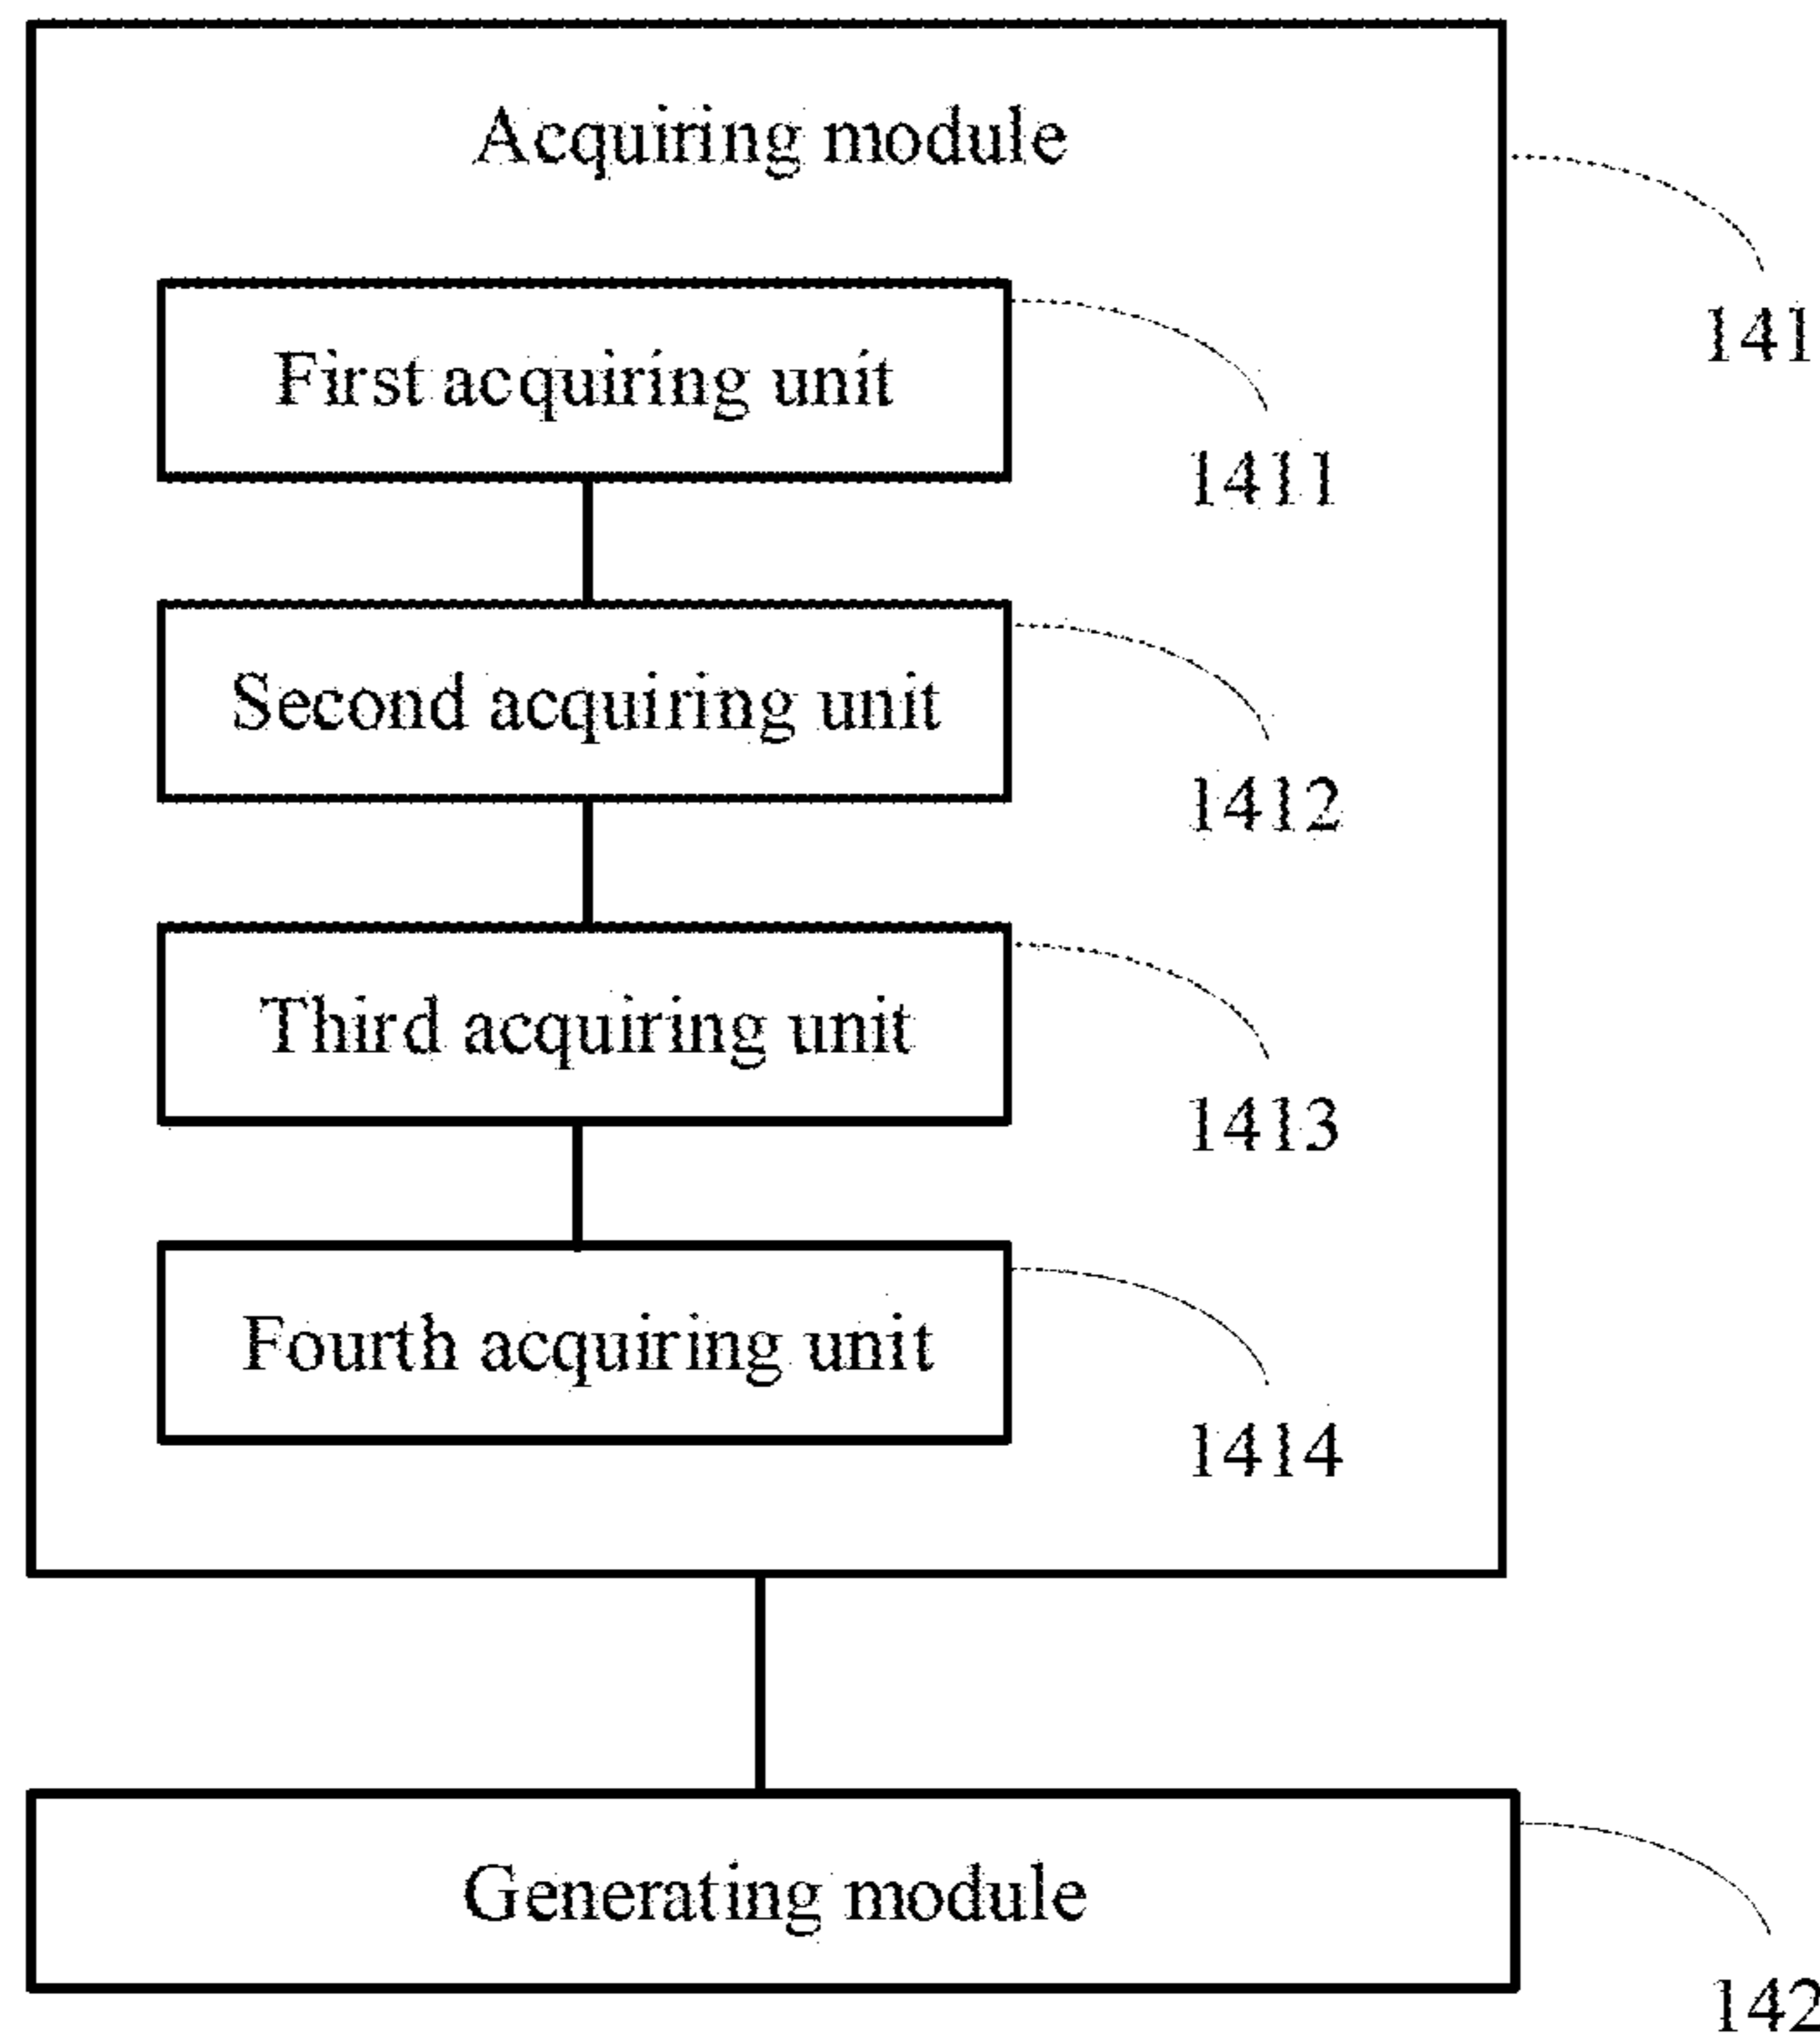 Acquiring module
141
First acquiring unit
1411
Second acquiring unit
1412
Third acquiring unit
1413
Fourth acquiring unit
1414
Generating module
142